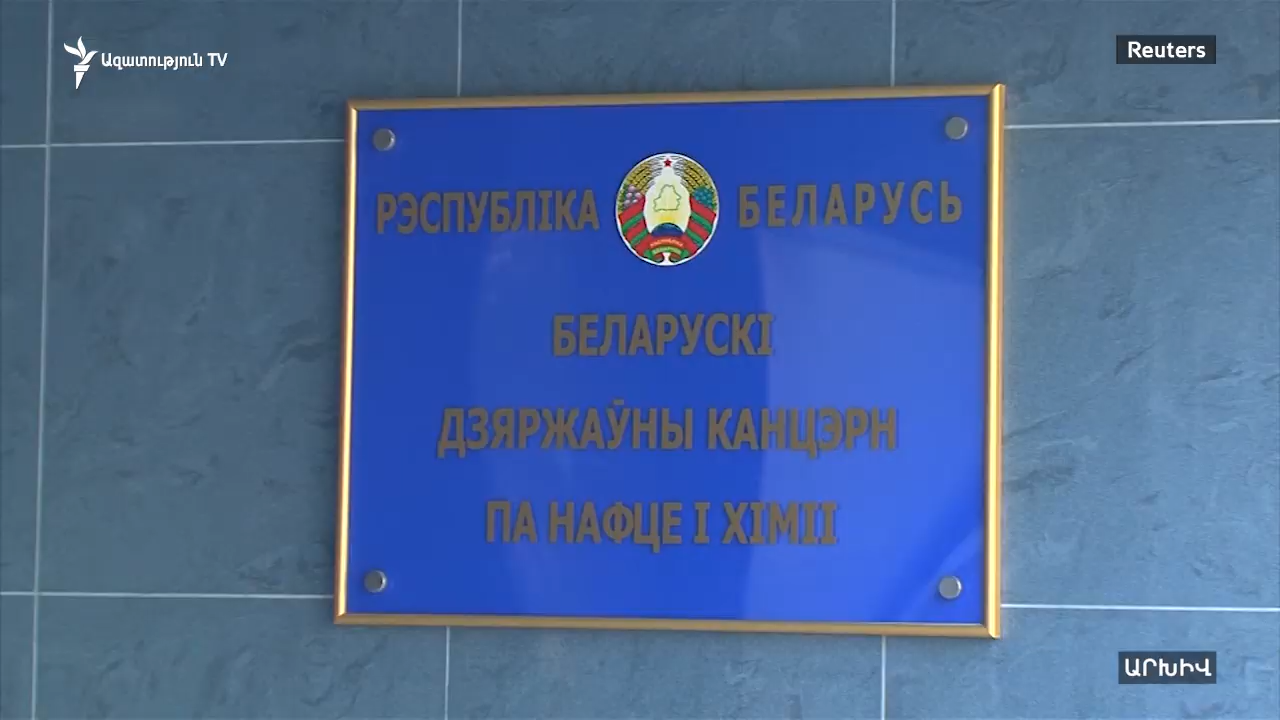 Ազատություն TV
Reuters
РЭСПУБЛІКА БЕЛАРУСЬ
БЕЛАРУСКІ
ДЗЯРЖАЎНЫ КАНЦЭРН
ПА НАФЦЕ І ХІМІІ
ԱՐԽԻՎ